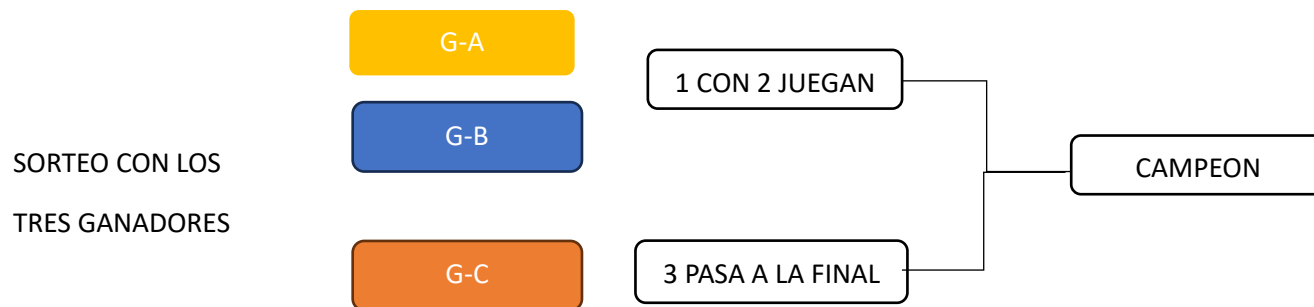 G-A
1 CON 2 JUEGAN
G-B
SORTEO CON LOS
TRES GANADORES
CAMPEON
G-C
3 PASA A LA FINAL